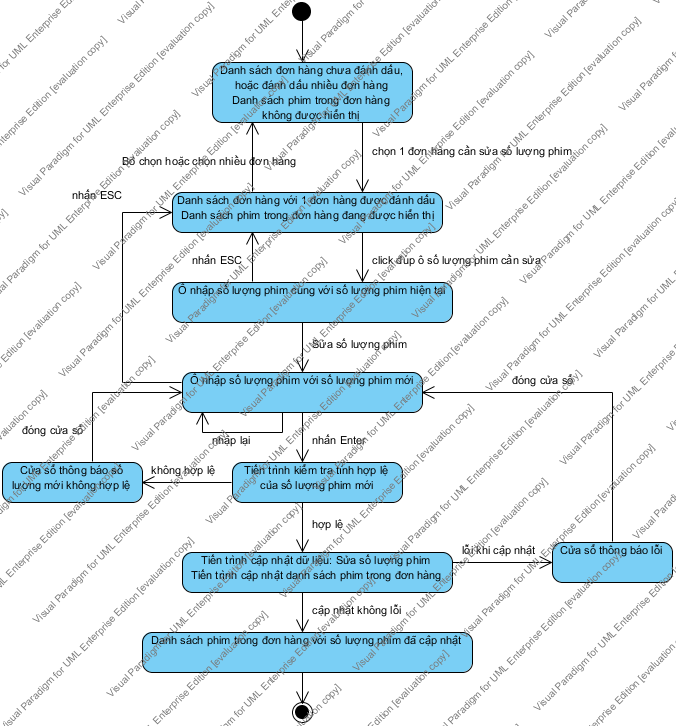 Danh sách đơn hàng chưa đánh dấu,
hoặc đánh dấu nhiều đơn hàng
Danh sách phim trong đơn hàng
không được hiển thị
chọn 1 đơn hàng cần sửa số lượng phim
Bỏ chọn hoặc chọn nhiều đơn hàng
nhấn ESC
Danh sách đơn hàng với 1 đơn hàng được đánh dấu
Danh sách phim trong đơn hàng đang được hiển thị
nhấn ESC
click đúp ô số lượng phim cần sửa
Ô nhập số lượng phim cùng với số lượng phim hiện tại
Sửa số lượng phim
Ô nhập số lượng phim với số lượng phim mới
đóng cửa sổ
đóng cửa sổ
nhập lại
nhấn Enter
Cửa sổ thông báo số
lượng mới không hợp lệ
không hợp lệ
Tiến trình kiểm tra tính hợp lệ
của số lượng phim mới
hợp lệ
Tiến trình cập nhật dữ liệu: Sửa số lượng phim
Tiến trình cập nhật danh sách phim trong đơn hàng
lỗi khi cập nhật
Cửa sổ thông báo lỗi
cập nhật không lỗi
Danh sách phim trong đơn hàng với số lượng phim đã cập nhật
Visual Paradigm for UML Enterprise Edition [evaluation copy]